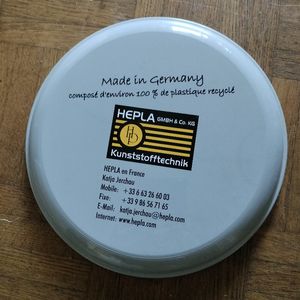 Made in Germany
composé d'environ 100 % de plastique recyclé
HEPLA GMBH & Co. KG
Kunststofftechnik
HEPLA en France
Katja Jerchau
Mobile: + 33 6 63 26 60 03
Fixe: + 33 9 86 56 71 65
E-Mail: katja.jerchau@hepla.com
Internet: www.hepla.com